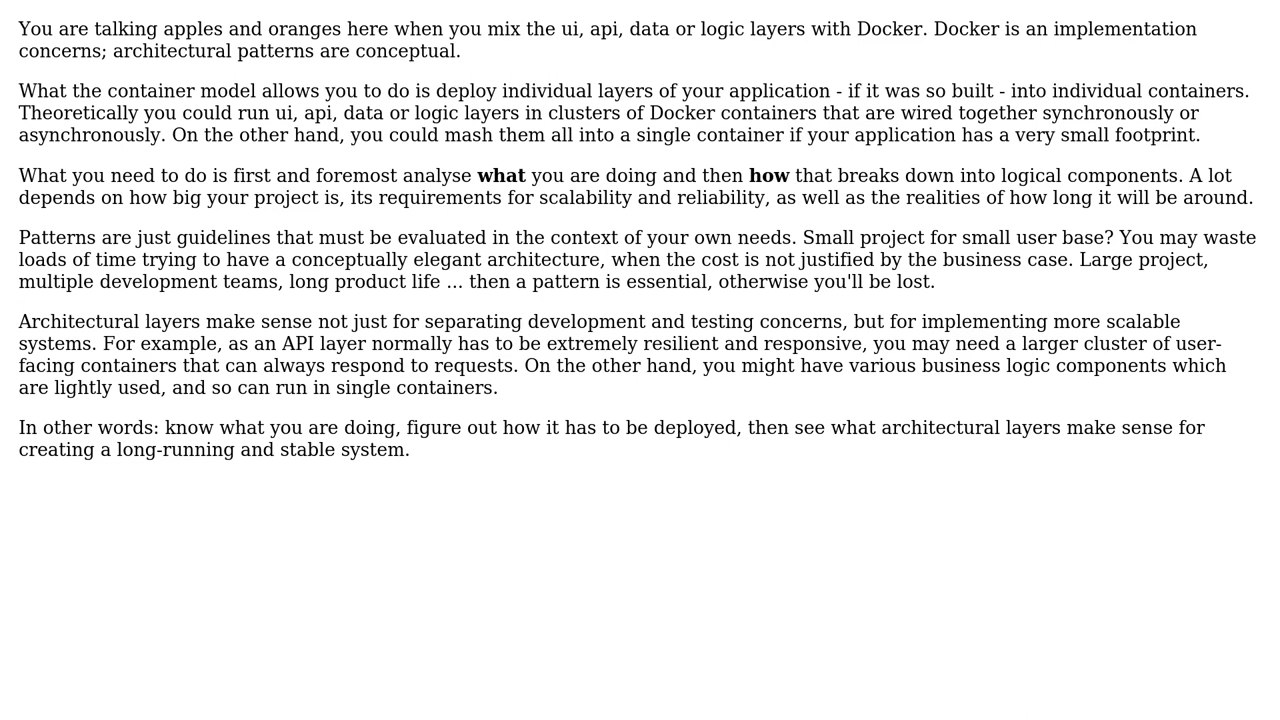 You are talking apples and oranges here when you mix the ui, api, data or logic layers with Docker. Docker is an implementation
concerns; architectural patterns are conceptual.
What the container model allows you to do is deploy individual layers of your application - if it was so built - into individual containers.
Theoretically you could run ui, api, data or logic layers in clusters of Docker containers that are wired together synchronously or
asynchronously. On the other hand, you could mash them all into a single container if your application has a very small footprint.
What you need to do is first and foremost analyse what you are doing and then how that breaks down into logical components. A lot
depends on how big your project is, its requirements for scalability and reliability, as well as the realities of how long it will be around.
Patterns are just guidelines that must be evaluated in the context of your own needs. Small project for small user base? You may waste
loads of time trying to have a conceptually elegant architecture, when the cost is not justified by the business case. Large project,
multiple development teams, long product life ... then a pattern is essential, otherwise you'll be lost.
Architectural layers make sense not just for separating development and testing concerns, but for implementing more scalable
systems. For example, as an API layer normally has to be extremely resilient and responsive, you may need a larger cluster of user-
facing containers that can always respond to requests. On the other hand, you might have various business logic components which
are lightly used, and so can run in single containers.
In other words: know what you are doing, figure out how it has to be deployed, then see what architectural layers make sense for
creating a long-running and stable system.